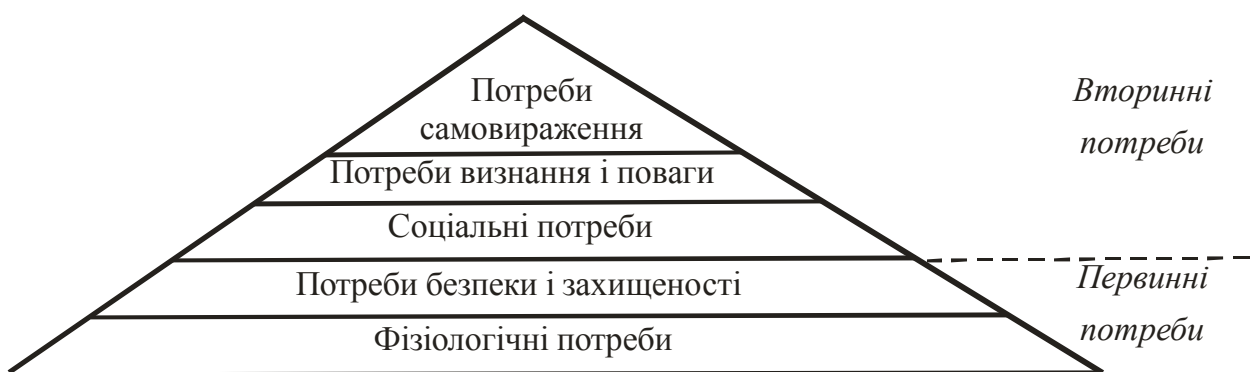 Потреби
самовираження
Потреби визнання і поваги
Соціальні потреби
Потреби безпеки і захищеності
Фізіологічні потреби
Вторинні
потреби
Первинні
потреби